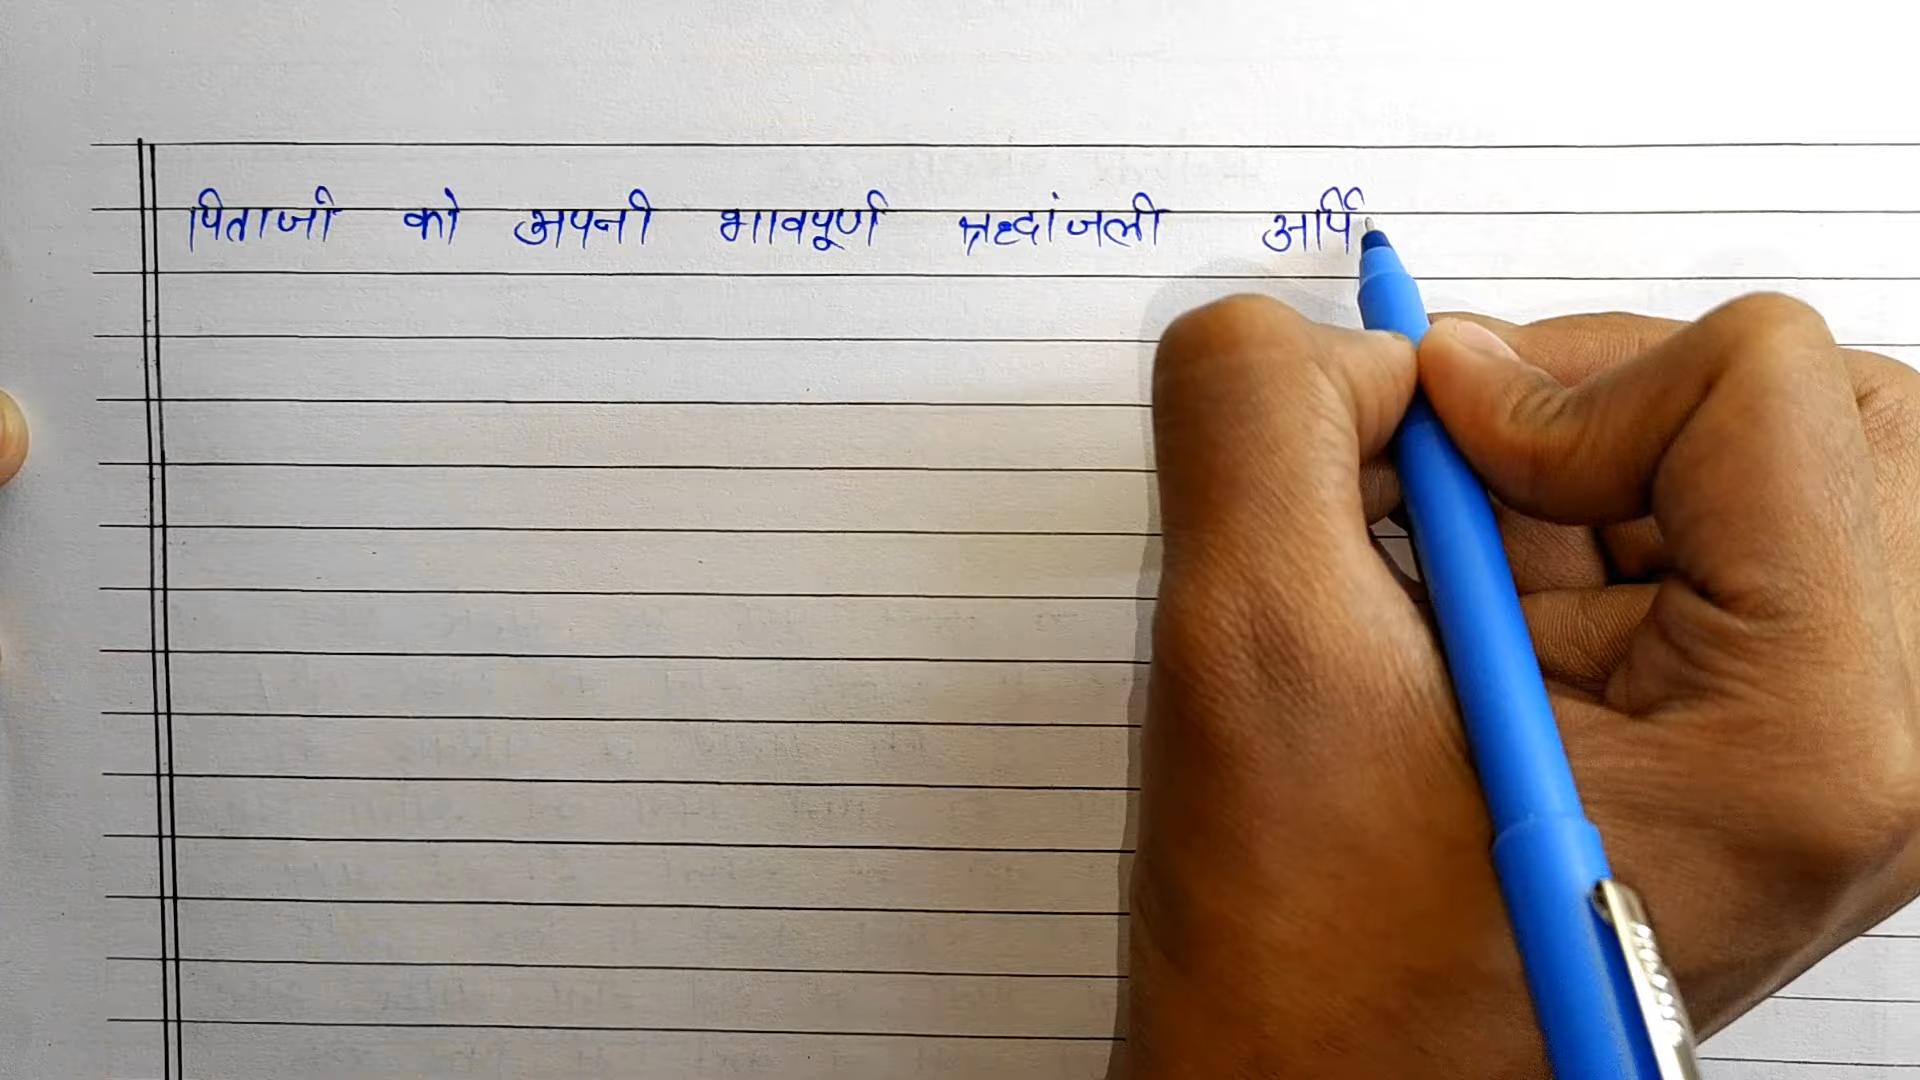 पिताजी को अपनी भावपूर्ण श्रद्धांजली अर्पि